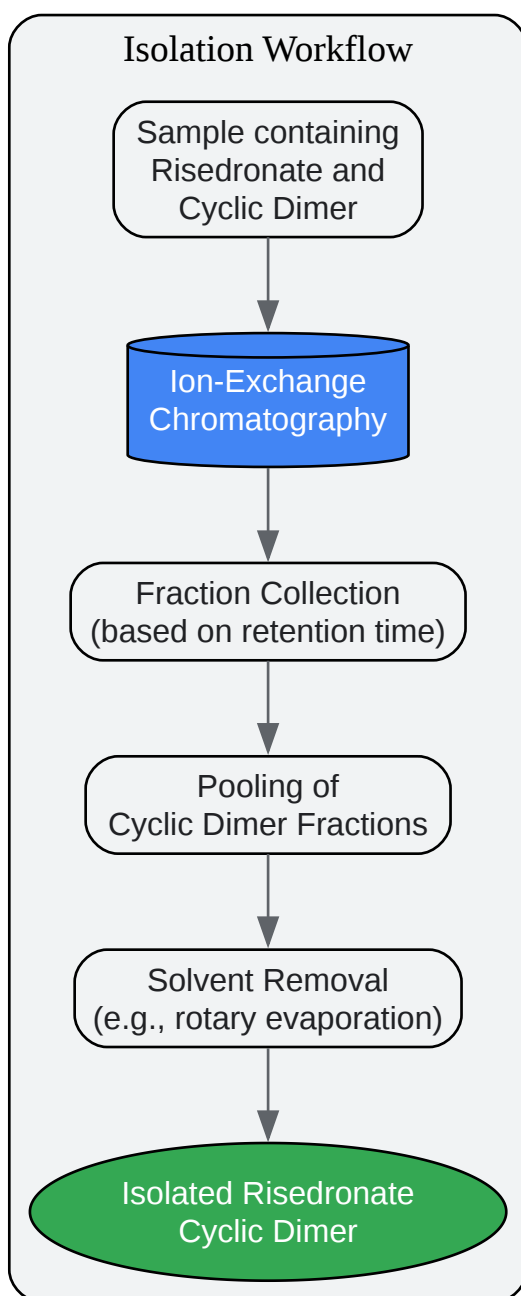 Isolation Workflow
Sample containing
Risedronate and
Cyclic Dimer
Ion-Exchange
Chromatography
Fraction Collection
(based on retention time)
Pooling of
Cyclic Dimer Fractions
Solvent Removal
(e.g., rotary evaporation)
Isolated Risedronate
Cyclic Dimer